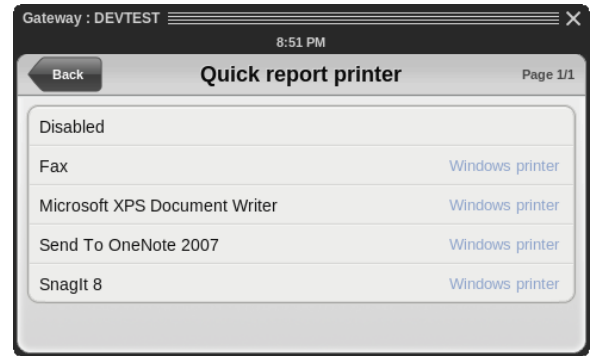 Gateway : DEVTEST
8:51 PM
Back Quick report printer Page 1/1
Disabled
Fax Windows printer
Microsoft XPS Document Writer Windows printer
Send To OneNote 2007 Windows printer
SnagIt 8 Windows printer